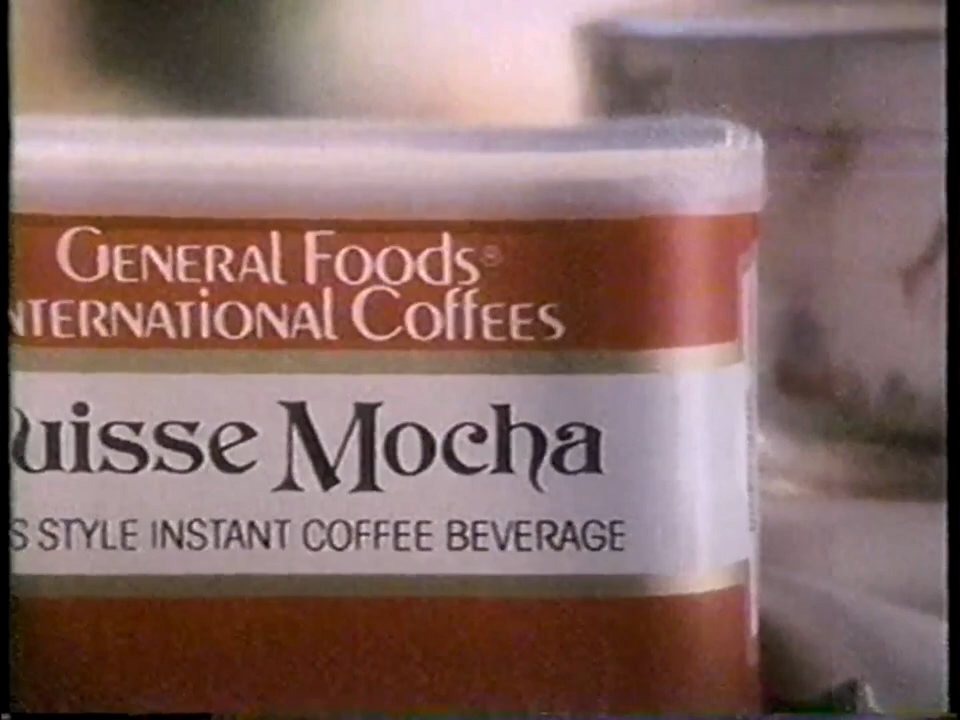 GENERAL FOODS®
NTERNATIONAL COFFEES
uisse Mocha
S STYLE INSTANT COFFEE BEVERAGE